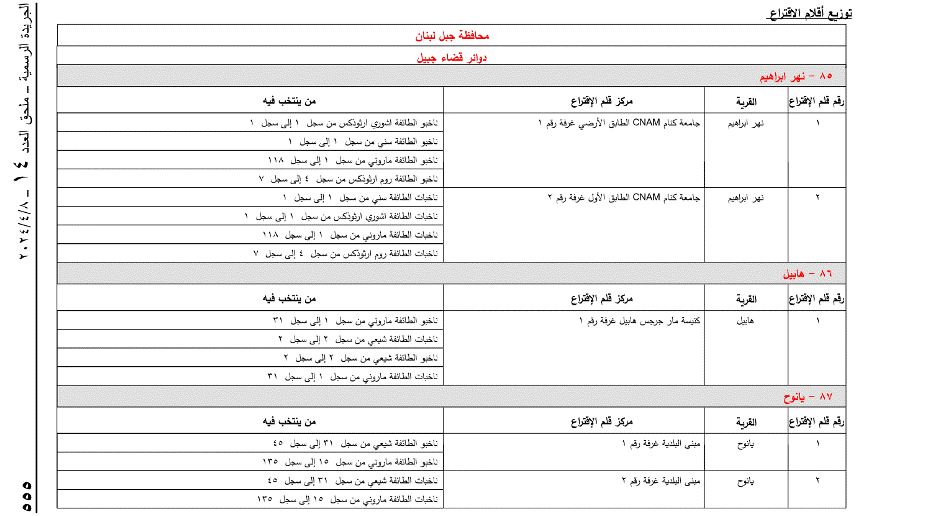 توزيع أقلام الاقتراع
محافظة جبل لبنان
دوائر قضاء جبيل
٨٥ - نهر ابراهيم
رقم قلم الإقتراع القرية مركز قلم الإقتراع من ينتخب فيه
١ نهر ابراهيم جامعة كنام CNAM الطابق الأرضي غرفة رقم ١ ناخبو الطائفة اشوري ارثوذكس من سجل ١ إلى سجل ١
ناخبو الطائفة سني من سجل ١ إلى سجل ١
ناخبو الطائفة ماروني من سجل ١ إلى سجل ١١٨
ناخبو الطائفة روم ارثوذكس من سجل ٤ إلى سجل ٧
٢ نهر ابراهيم جامعة كنام CNAM الطابق الأول غرفة رقم ٢ ناخبات الطائفة سني من سجل ١ إلى سجل ١
ناخبات الطائفة اشوري ارثوذكس من سجل ١ إلى سجل ١
ناخبات الطائفة ماروني من سجل ١ إلى سجل ١١٨
ناخبات الطائفة روم ارثوذكس من سجل ٤ إلى سجل ٧
٨٦ - هابيل
رقم قلم الإقتراع القرية مركز قلم الإقتراع من ينتخب فيه
١ هابيل كنيسة مار جرجس هابيل غرفة رقم ١ ناخبو الطائفة ماروني من سجل ١ إلى سجل ٣١
ناخبات الطائفة شيعي من سجل ٢ إلى سجل ٢
ناخبو الطائفة شيعي من سجل ٢ إلى سجل ٢
ناخبات الطائفة ماروني من سجل ١ إلى سجل ٣١
٨٧ - يانوح
رقم قلم الإقتراع القرية مركز قلم الإقتراع من ينتخب فيه
١ يانوح مبنى البلدية غرفة رقم ١ ناخبو الطائفة شيعي من سجل ٣١ إلى سجل ٤٥
ناخبو الطائفة ماروني من سجل ١٥ إلى سجل ١٣٥
٢ يانوح مبنى البلدية غرفة رقم ٢ ناخبات الطائفة شيعي من سجل ٣١ إلى سجل ٤٥
ناخبات الطائفة ماروني من سجل ١٥ إلى سجل ١٣٥
الجريدة الرسمية – ملحق العدد ١٤ – ٢٠٢٤/٤/٨
٥٥٥